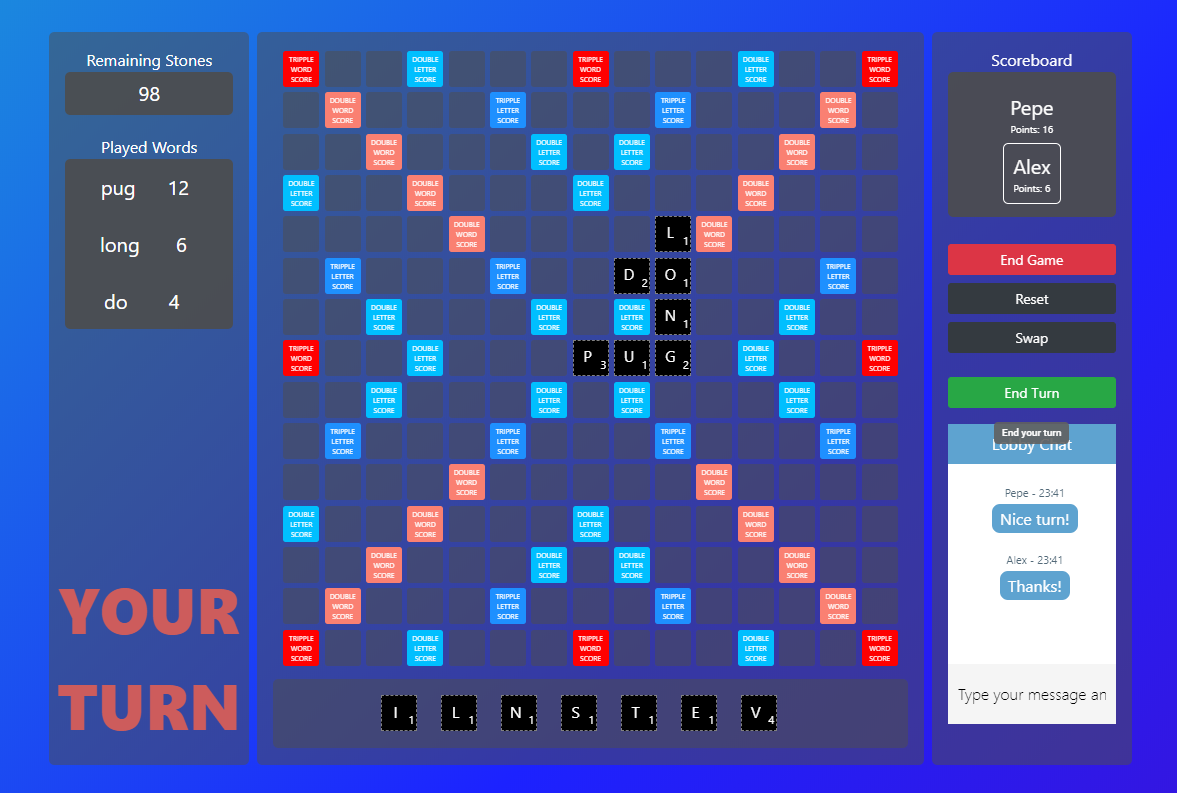 Remaining Stones
98
Played Words
pug 12
long 6
do 4
YOUR
TURN
TRIPPLE DOUBLE TRIPPLE DOUBLE TRIPPLE
WORD LETTER WORD LETTER WORD
SCORE SCORE SCORE SCORE SCORE
DOUBLE TRIPPLE TRIPPLE DOUBLE
WORD LETTER LETTER WORD
SCORE SCORE SCORE SCORE
DOUBLE DOUBLE DOUBLE DOUBLE
WORD LETTER LETTER WORD
SCORE SCORE SCORE SCORE
DOUBLE DOUBLE DOUBLE DOUBLE DOUBLE
LETTER WORD LETTER WORD LETTER
SCORE SCORE SCORE SCORE SCORE
DOUBLE DOUBLE
WORD L 1 WORD
SCORE SCORE
TRIPPLE TRIPPLE TRIPPLE
LETTER LETTER D 2 O 1 LETTER
SCORE SCORE SCORE
DOUBLE DOUBLE DOUBLE DOUBLE
LETTER LETTER LETTER N 1 LETTER
SCORE SCORE SCORE SCORE
TRIPPLE DOUBLE DOUBLE TRIPPLE
WORD LETTER P 3 U 1 G 2 LETTER WORD
SCORE SCORE SCORE SCORE
DOUBLE DOUBLE DOUBLE DOUBLE
LETTER LETTER LETTER LETTER
SCORE SCORE SCORE SCORE
TRIPPLE TRIPPLE TRIPPLE TRIPPLE
LETTER LETTER LETTER LETTER
SCORE SCORE SCORE SCORE
DOUBLE DOUBLE
WORD WORD
SCORE SCORE
DOUBLE DOUBLE DOUBLE DOUBLE DOUBLE
LETTER WORD LETTER WORD LETTER
SCORE SCORE SCORE SCORE SCORE
DOUBLE DOUBLE DOUBLE DOUBLE
WORD LETTER LETTER WORD
SCORE SCORE SCORE SCORE
DOUBLE TRIPPLE TRIPPLE DOUBLE
WORD LETTER LETTER WORD
SCORE SCORE SCORE SCORE
TRIPPLE DOUBLE TRIPPLE DOUBLE TRIPPLE
WORD LETTER WORD LETTER WORD
SCORE SCORE SCORE SCORE SCORE
I 1 L 1 N 1 S 1 T 1 E 1 V 4
Scoreboard
Pepe
Points: 16
Alex
Points: 6
End Game
Reset
Swap
End Turn
End your turn
Lobby Chat
Pepe - 23:41
Nice turn!
Alex - 23:41
Thanks!
Type your message an